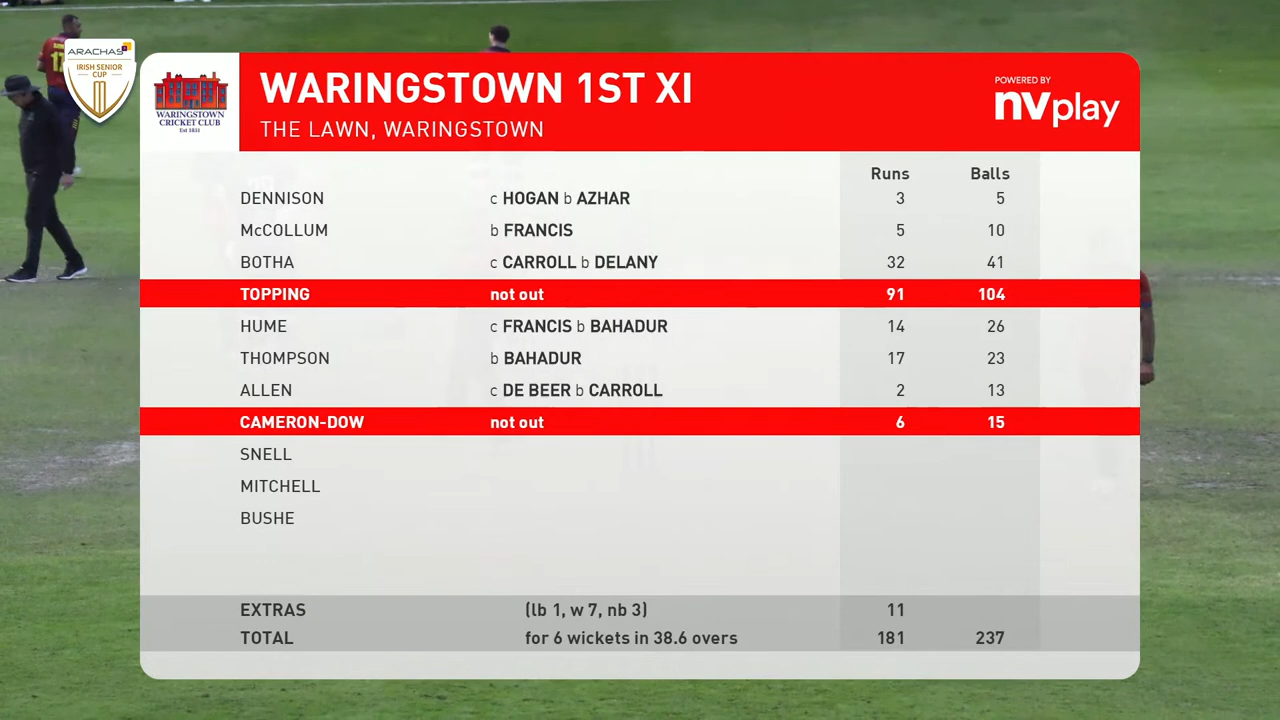 ARACHAS
IRISH SENIOR
CUP
WARINGSTOWN
CRICKET CLUB
Est 1851
WARINGSTOWN 1ST XI
THE LAWN, WARINGSTOWN
POWERED BY
nvplay
Runs Balls
DENNISON c HOGAN b AZHAR 3 5
McCOLLUM b FRANCIS 5 10
BOTHA c CARROLL b DELANY 32 41
TOPPING not out 91 104
HUME c FRANCIS b BAHADUR 14 26
THOMPSON b BAHADUR 17 23
ALLEN c DE BEER b CARROLL 2 13
CAMERON-DOW not out 6 15
SNELL
MITCHELL
BUSHE
EXTRAS (lb 1, w 7, nb 3) 11
TOTAL for 6 wickets in 38.6 overs 181 237